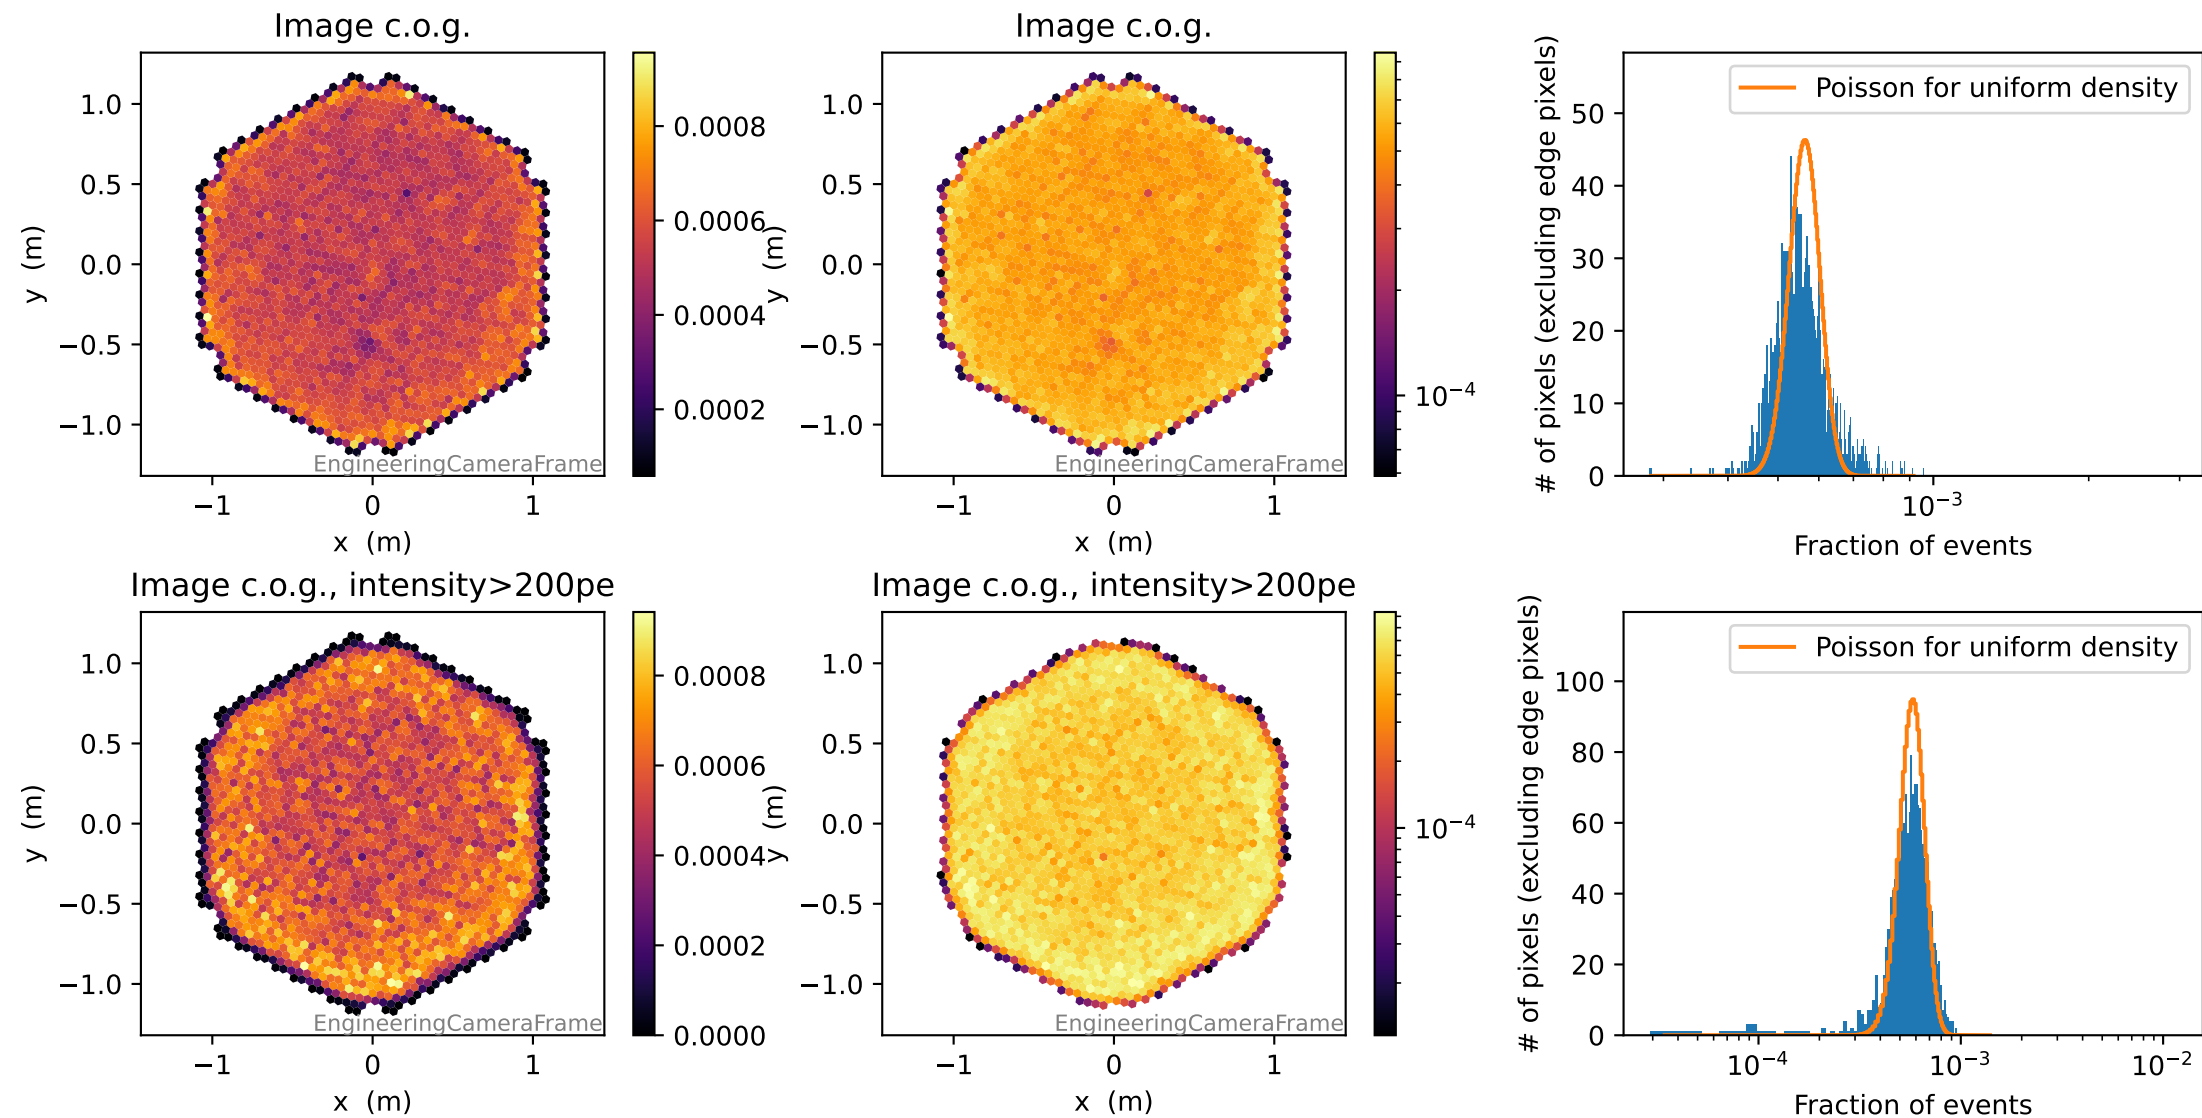 Image c.o.g.
1.0
0.5
0.0
−0.5
−1.0
y (m)
−1
0
1
x (m)
EngineeringCameraFrame
0.0008
0.0006
0.0004
0.0002
Image c.o.g.
1.0
0.5
0.0
−0.5
−1.0
y (m)
−1
0
1
x (m)
EngineeringCameraFrame
10−4
Poisson for uniform density
50
40
30
20
10
0
# of pixels (excluding edge pixels)
10−3
Fraction of events
Image c.o.g., intensity>200pe
1.0
0.5
0.0
−0.5
−1.0
y (m)
−1
0
1
x (m)
EngineeringCameraFrame
0.0008
0.0006
0.0004
0.0002
0.0000
Image c.o.g., intensity>200pe
1.0
0.5
0.0
−0.5
−1.0
y (m)
−1
0
1
x (m)
EngineeringCameraFrame
10−4
Poisson for uniform density
100
80
60
40
20
0
# of pixels (excluding edge pixels)
10−4
10−3
10−2
Fraction of events